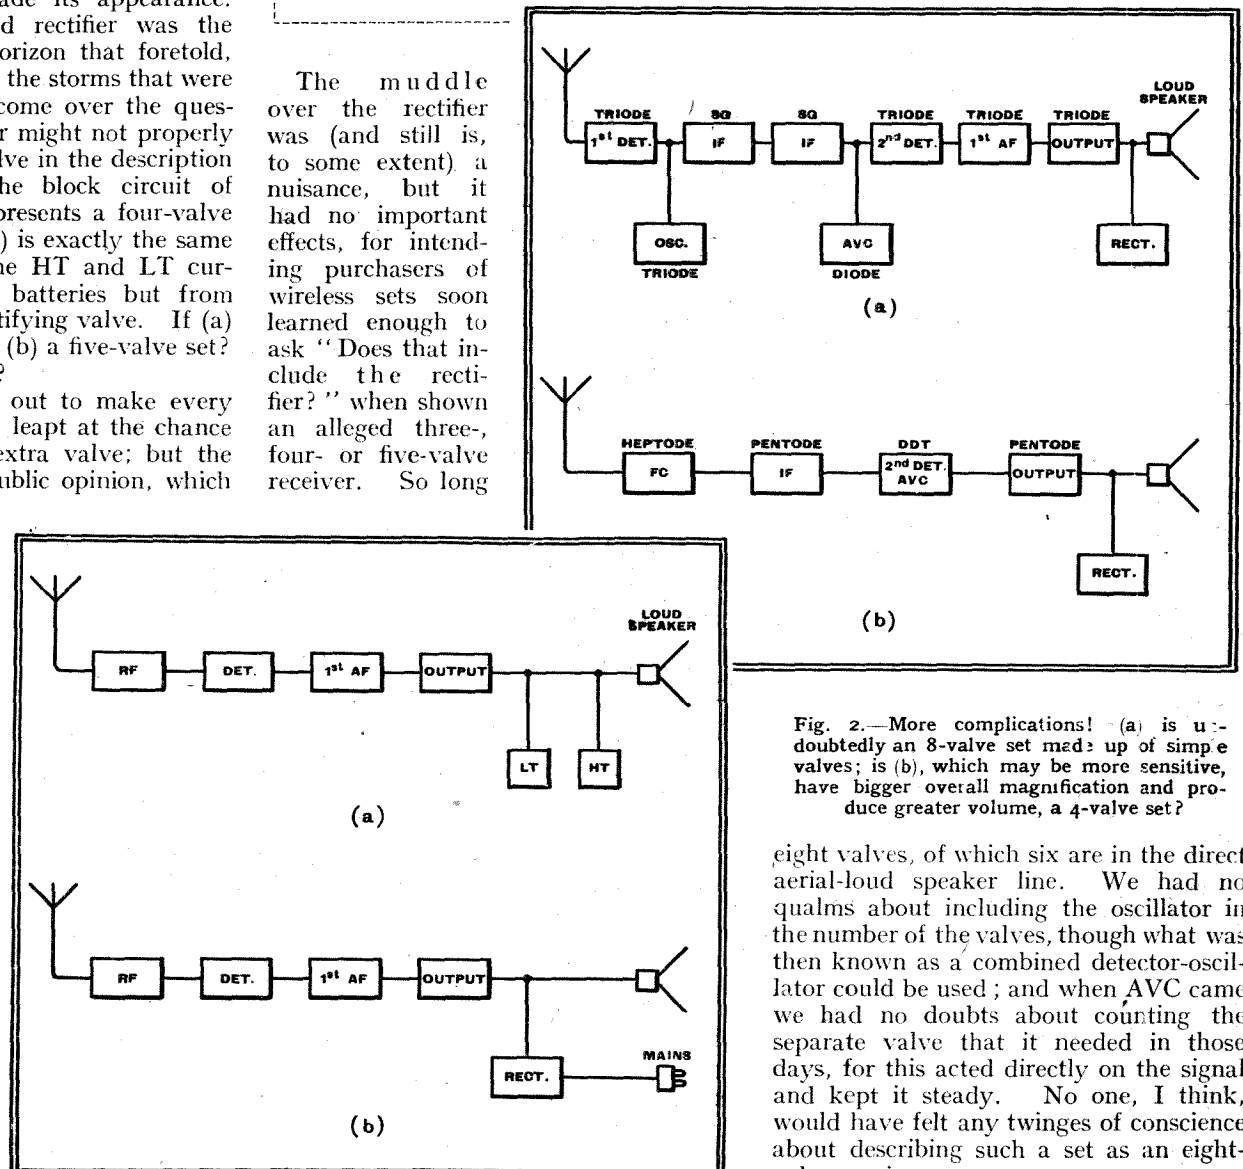 ade its appearance.
d rectifier was the
orizon that foretold,
the storms that were
come over the ques-
r might not properly
lve in the description
he block circuit of
presents a four-valve
) is exactly the same
ne HT and LT cur-
batteries but from
tifying valve. If (a)
(b) a five-valve set?
?
out to make every
leapt at the chance
extra valve; but the
ublic opinion, which
The muddle
over the rectifier
was (and still is,
to some extent) a
nuisance, but it
had no important
effects, for intend-
ing purchasers of
wireless sets soon
learned enough to
ask "Does that in-
clude the recti-
fier?" when shown
an alleged three-,
four- or five-valve
receiver. So long
LOUD
SPEAKER
TRIODE SG SG TRIODE TRIODE TRIODE
1st DET. IF IF 2nd DET. 1st AF OUTPUT
OSC. AVC RECT.
TRIODE DIODE
(a)
HEPTODE PENTODE DDT PENTODE
FC IF 2nd DET. AVC OUTPUT
RECT.
(b)
LOUD
SPEAKER
RF DET. 1st AF OUTPUT
LT HT
(a)
RF DET. 1st AF OUTPUT
MAINS
RECT.
(b)
Fig. 2.—More complications! (a) is un-
doubtedly an 8-valve set made up of simple
valves; is (b), which may be more sensitive,
have bigger overall magnification and pro-
duce greater volume, a 4-valve set?
eight valves, of which six are in the direct
aerial-loud speaker line. We had no
qualms about including the oscillator in
the number of the valves, though what was
then known as a combined detector-oscil-
lator could be used; and when AVC came
we had no doubts about counting the
separate valve that it needed in those
days, for this acted directly on the signal
and kept it steady. No one, I think,
would have felt any twinges of conscience
about describing such a set as an eight-